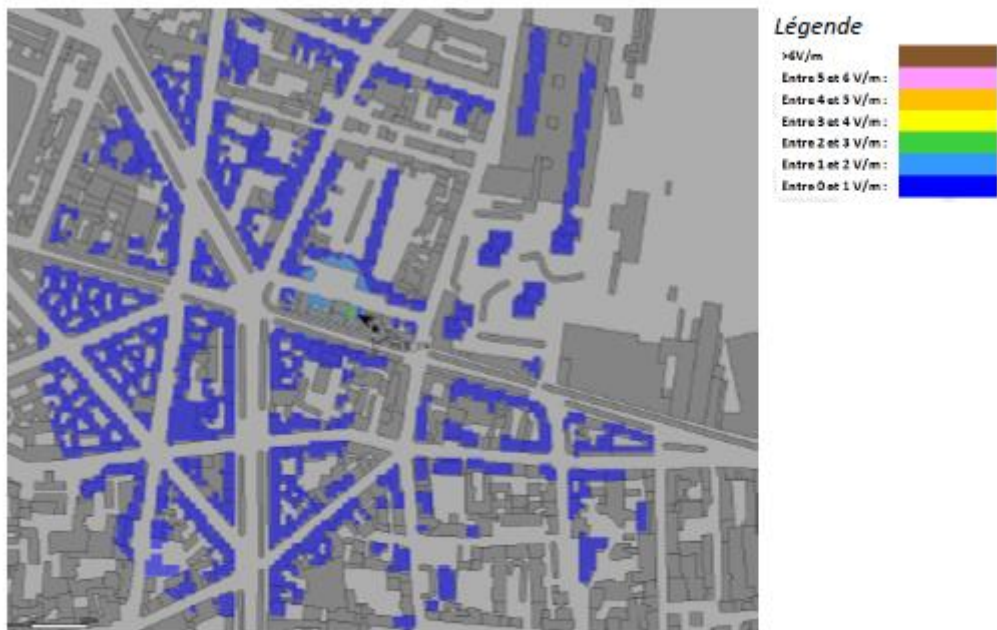 Légende
>6V/m
Entre 5 et 6 V/m :
Entre 4 et 5 V/m :
Entre 3 et 4 V/m :
Entre 2 et 3 V/m :
Entre 1 et 2 V/m :
Entre 0 et 1 V/m :